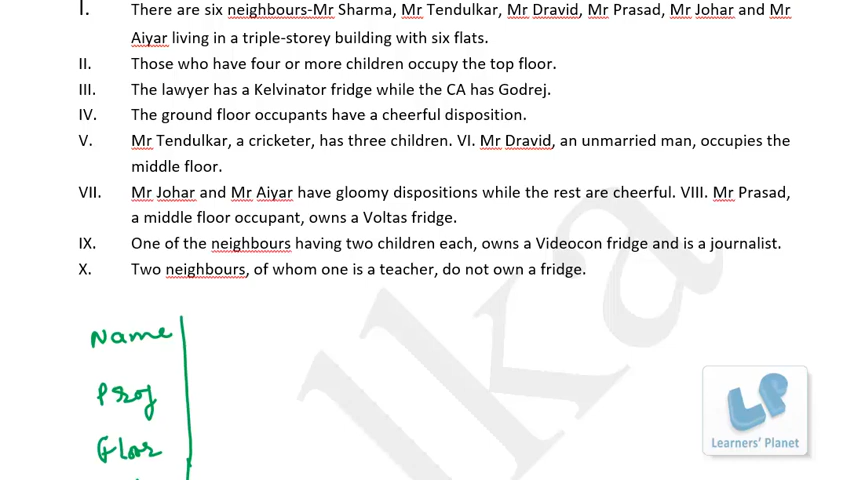 I. There are six neighbours-Mr Sharma, Mr Tendulkar, Mr Dravid, Mr Prasad, Mr Johar and Mr
Aiyar living in a triple-storey building with six flats.
II. Those who have four or more children occupy the top floor.
III. The lawyer has a Kelvinator fridge while the CA has Godrej.
IV. The ground floor occupants have a cheerful disposition.
V. Mr Tendulkar, a cricketer, has three children. VI. Mr Dravid, an unmarried man, occupies the
middle floor.
VII. Mr Johar and Mr Aiyar have gloomy dispositions while the rest are cheerful. VIII. Mr Prasad,
a middle floor occupant, owns a Voltas fridge.
IX. One of the neighbours having two children each, owns a Videocon fridge and is a journalist.
X. Two neighbours, of whom one is a teacher, do not own a fridge.
Name
Prof
Floor
LP
Learners' Planet
lka